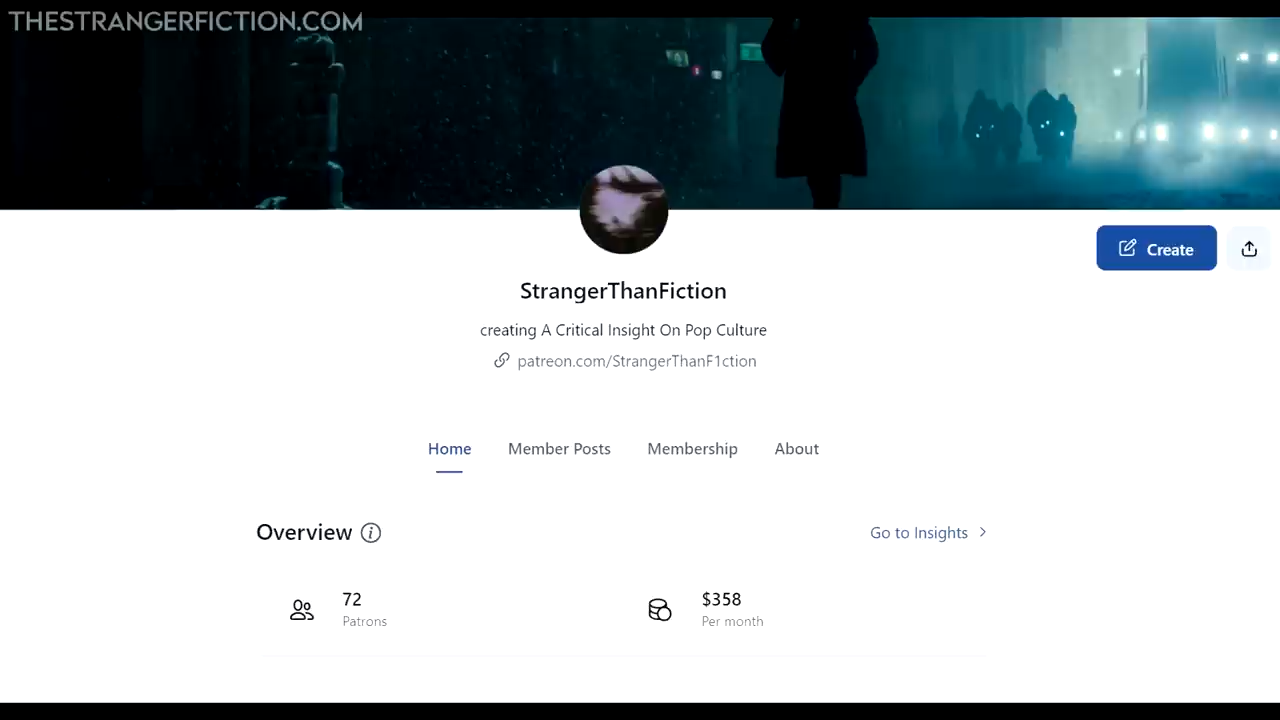 THESTRANGERFICTION.COM
Create
StrangerThanFiction
creating A Critical Insight On Pop Culture
patreon.com/StrangerThanF1ction
Home Member Posts Membership About
Overview Go to Insights
72 $358
Patrons Per month